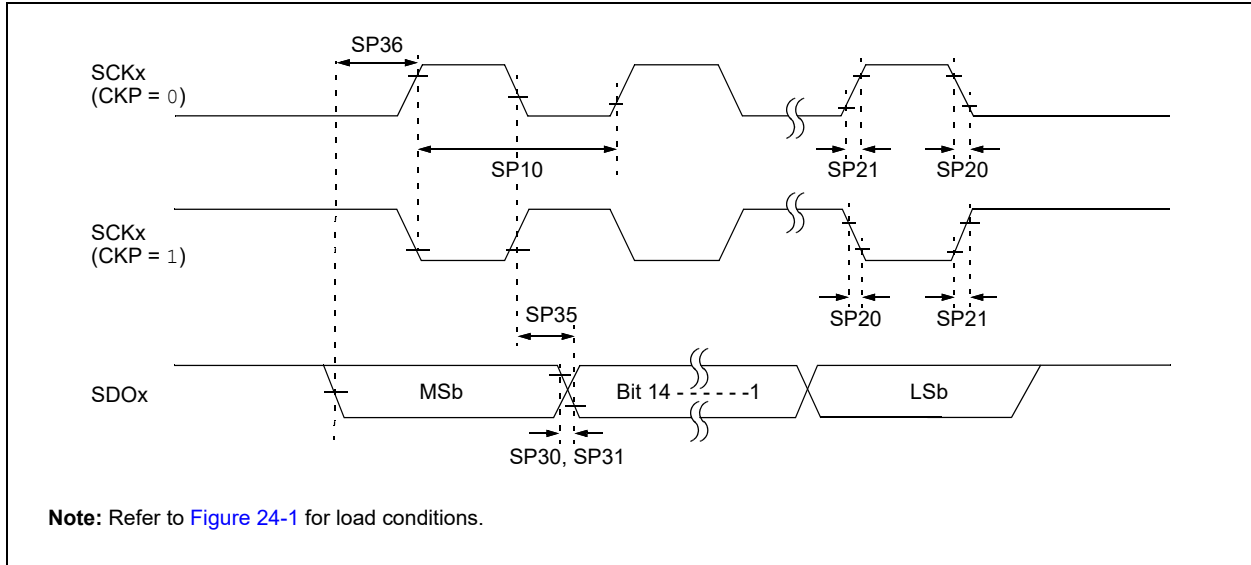 SP36
SCKx
(CKP = 0)
SP10
SP21
SP20
SCKx
(CKP = 1)
SP35
SP20
SP21
SDOx
MSb
Bit 14 - - - - - -1
LSb
SP30, SP31
Note: Refer to Figure 24-1 for load conditions.